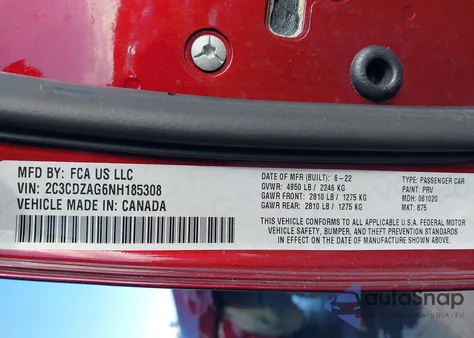 MFD BY: FCA US LLC
VIN: 2C3CDZAG6NH185308
VEHICLE MADE IN: CANADA
DATE OF MFR (BUILT): 6-22
GVWR: 4950 LB / 2246 KG
GAWR FRONT: 2810 LB / 1275 KG
GAWR REAR: 2810 LB / 1275 KG
TYPE: PASSENGER CAR
PAINT: PRV
MDH: 061020
MKT: 875
THIS VEHICLE CONFORMS TO ALL APPLICABLE U.S.A. FEDERAL MOTOR
VEHICLE SAFETY, BUMPER, AND THEFT PREVENTION STANDARDS
IN EFFECT ON THE DATE OF MANUFACTURE SHOWN ABOVE.
autoSnap
USA - EU